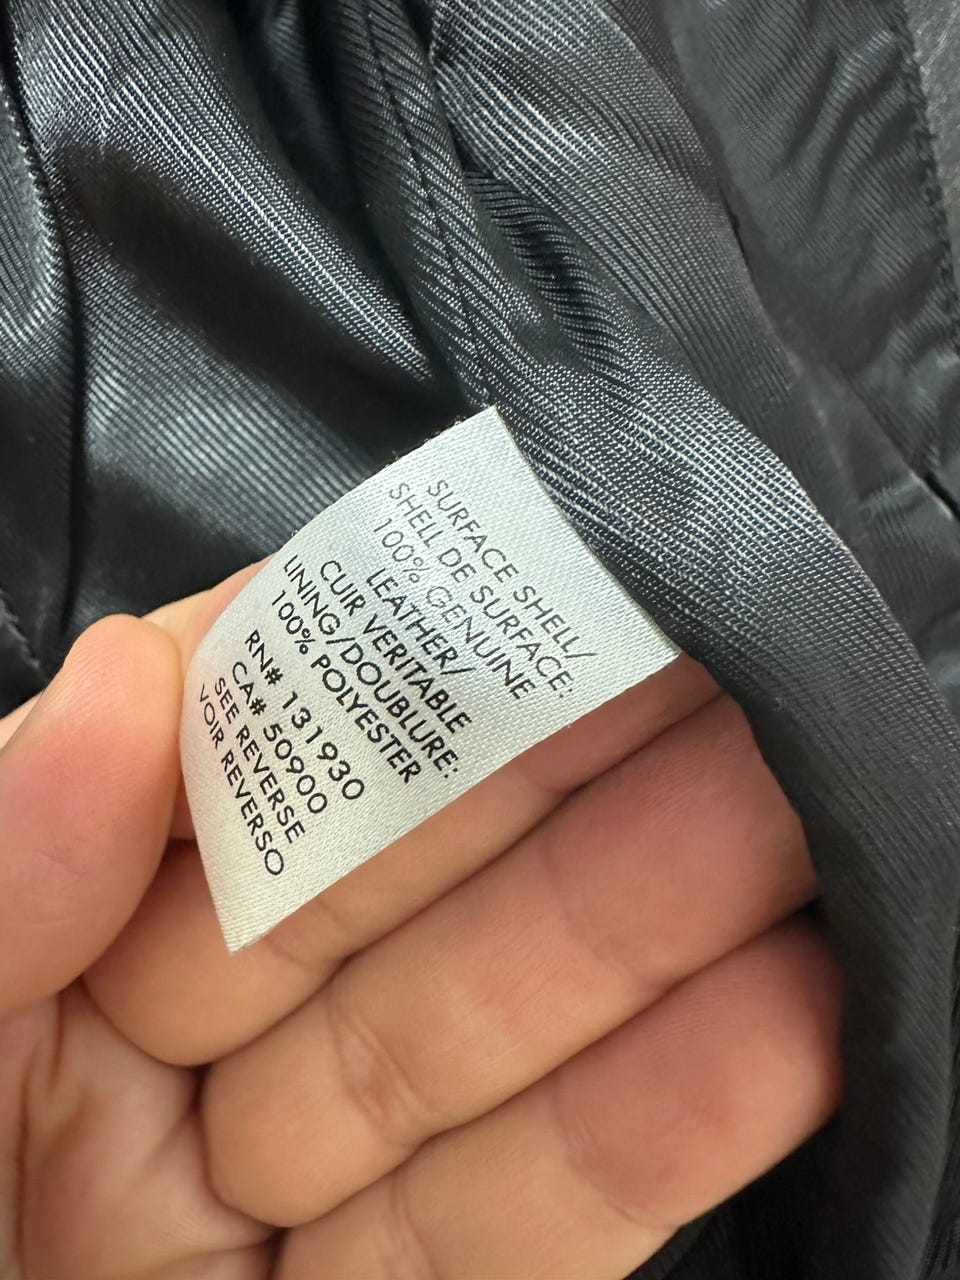 SURFACE SHELL/
SHELL DE SURFACE:
100% GENUINE
LEATHER/
CUIR VERITABLE
LINING/DOUBLURE:
100% POLYESTER
RN# 131930
CA# 50900
SEE REVERSE
VOIR REVERSO